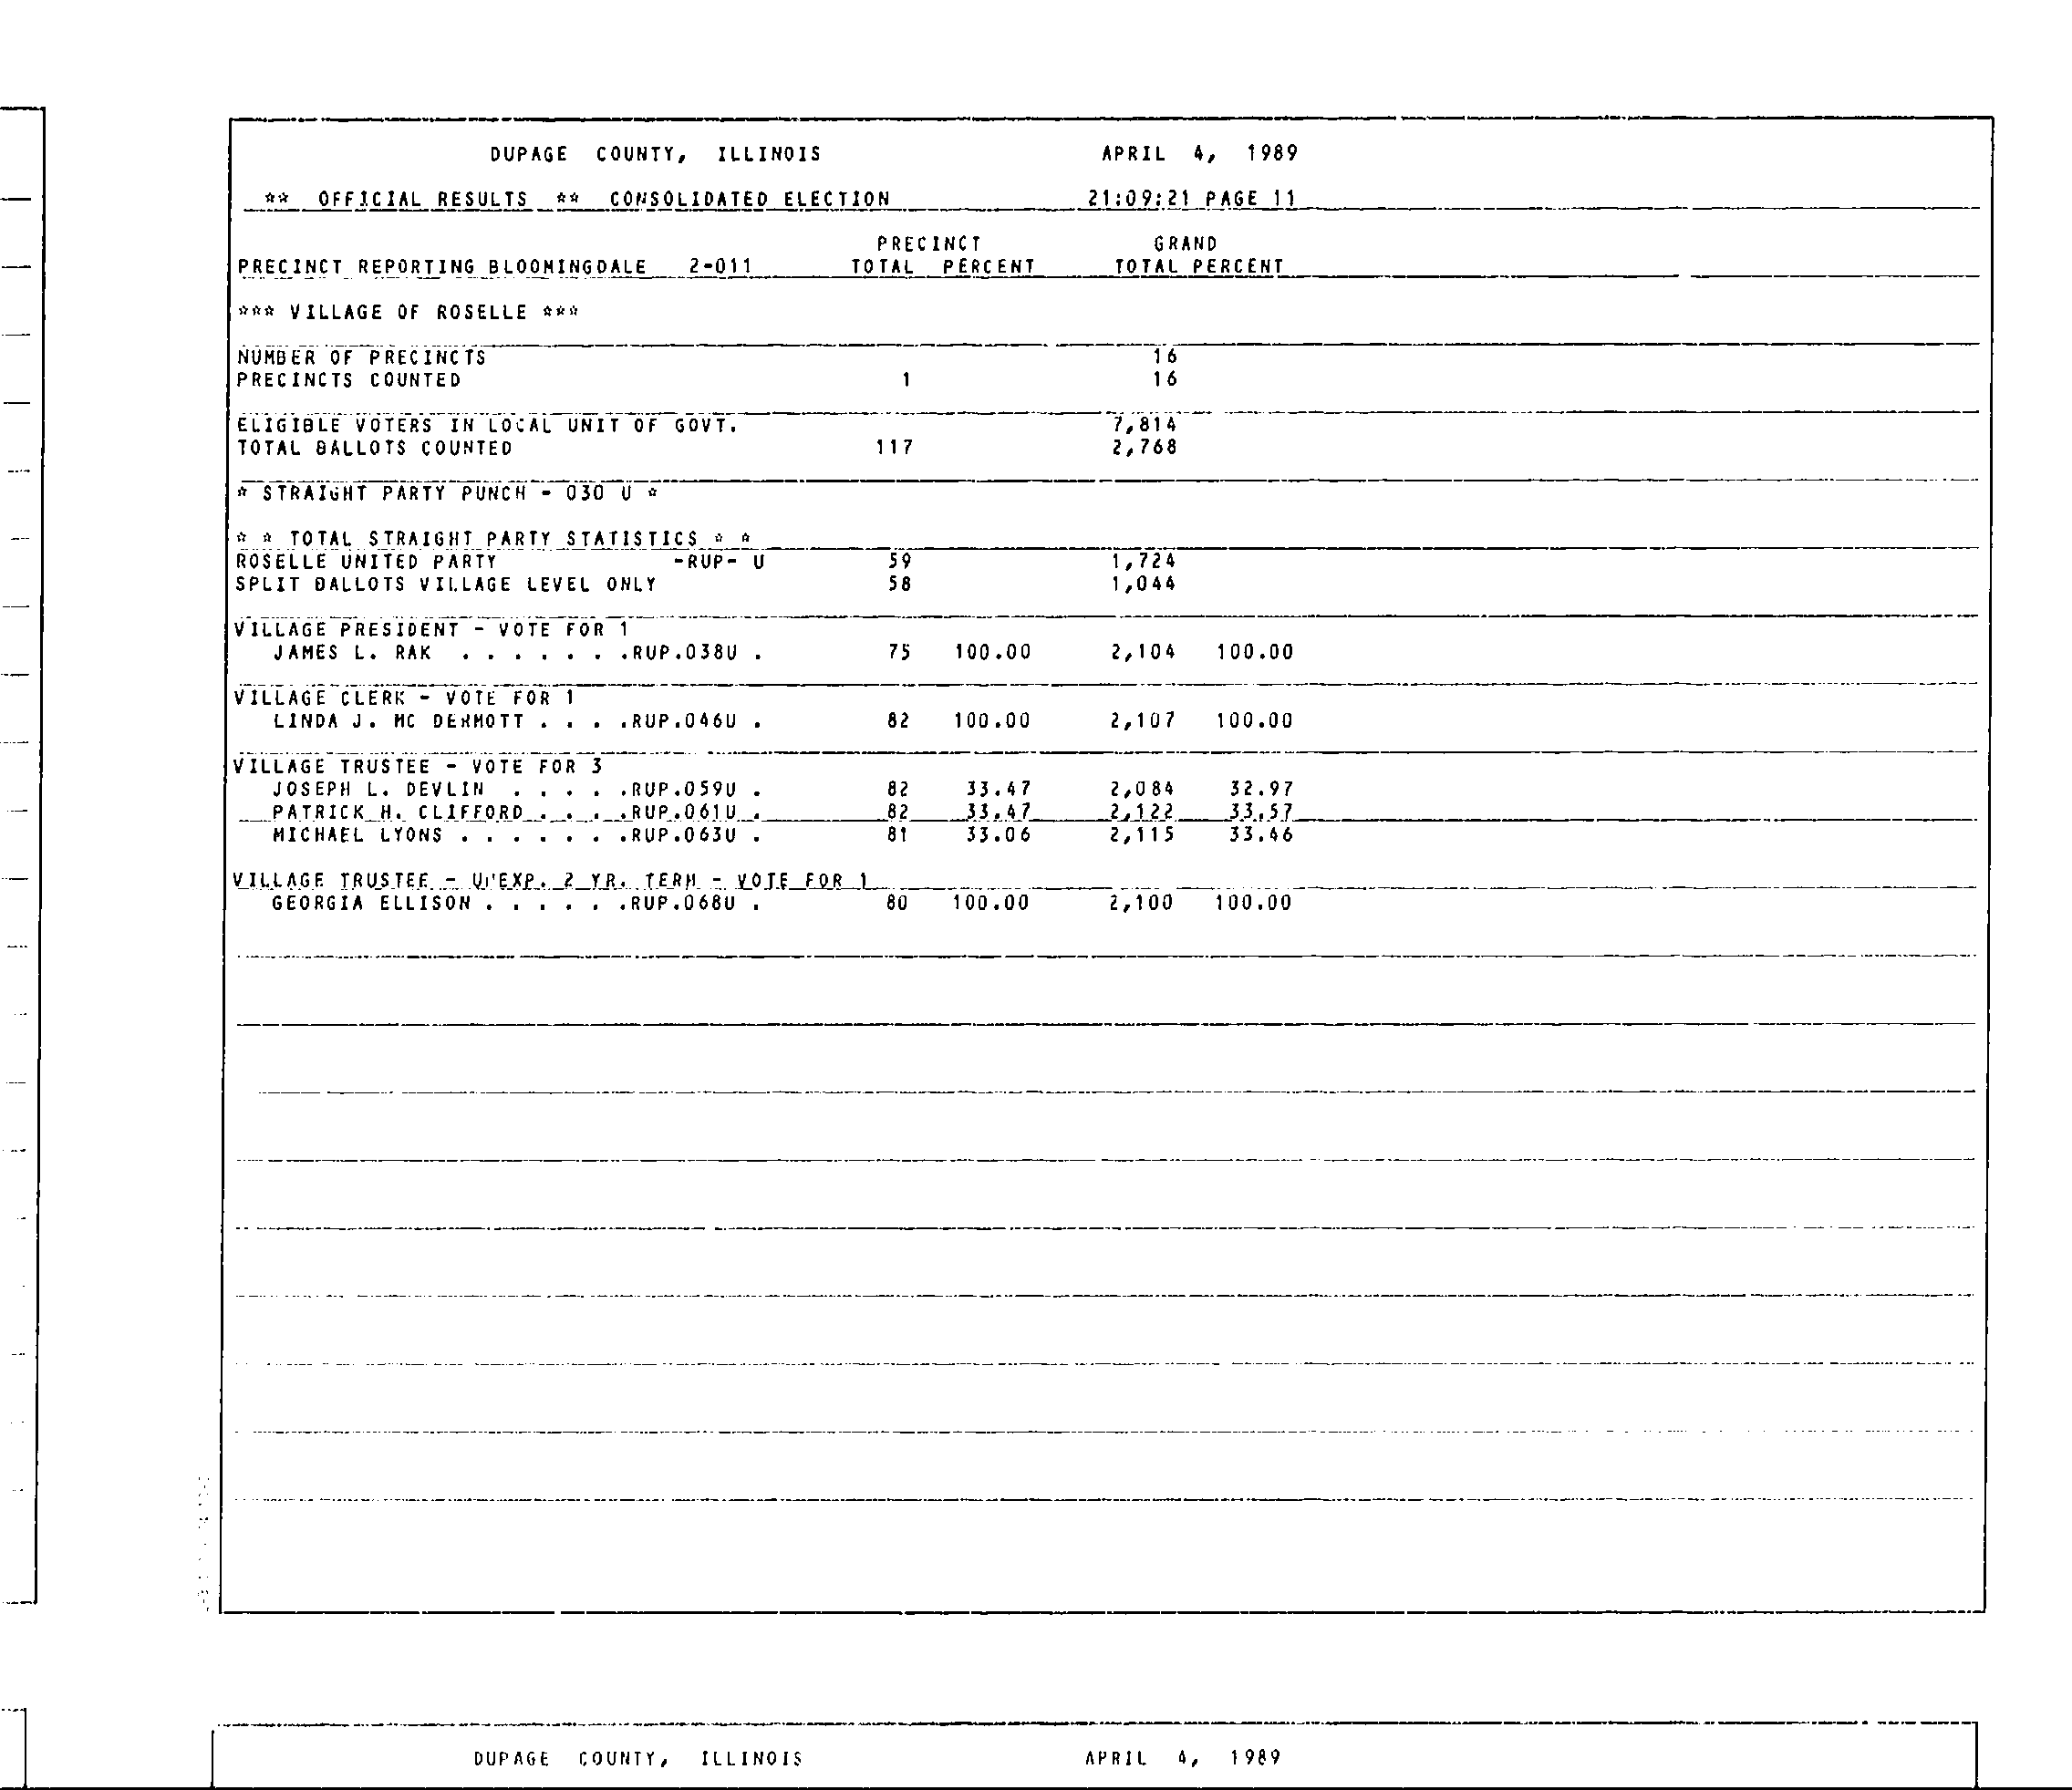 DUPAGE COUNTY, ILLINOIS APRIL 4, 1989
** OFFICIAL RESULTS ** CONSOLIDATED ELECTION 21:09:21 PAGE 11
PRECINCT GRAND
PRECINCT REPORTING BLOOMINGDALE 2-011 TOTAL PERCENT TOTAL PERCENT
*** VILLAGE OF ROSELLE ***
NUMBER OF PRECINCTS 16
PRECINCTS COUNTED 1 16
ELIGIBLE VOTERS IN LOCAL UNIT OF GOVT. 7,814
TOTAL BALLOTS COUNTED 117 2,768
* STRAIGHT PARTY PUNCH - 030 U *
* * TOTAL STRAIGHT PARTY STATISTICS * *
ROSELLE UNITED PARTY -RUP- U 59 1,724
SPLIT BALLOTS VILLAGE LEVEL ONLY 58 1,044
VILLAGE PRESIDENT - VOTE FOR 1
JAMES L. RAK . . . . . . .RUP.038U . 75 100.00 2,104 100.00
VILLAGE CLERK - VOTE FOR 1
LINDA J. MC DERMOTT . . . .RUP.046U . 82 100.00 2,107 100.00
VILLAGE TRUSTEE - VOTE FOR 3
JOSEPH L. DEVLIN . . . . .RUP.059U . 82 33.47 2,084 32.97
PATRICK H. CLIFFORD . . . .RUP.061U . 82 33.47 2,122 33.57
MICHAEL LYONS . . . . . . .RUP.063U . 81 33.06 2,115 33.46
VILLAGE TRUSTEE - UNEXP. 2 YR. TERM - VOTE FOR 1
GEORGIA ELLISON . . . . . .RUP.068U . 80 100.00 2,100 100.00
DUPAGE COUNTY, ILLINOIS APRIL 4, 1989